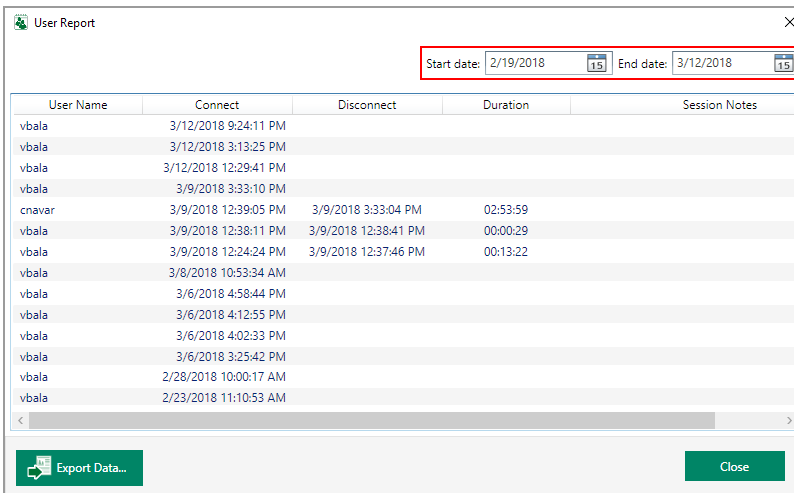 User Report
Start date: 2/19/2018 15 End date: 3/12/2018 15
User Name Connect Disconnect Duration Session Notes
vbala 3/12/2018 9:24:11 PM
vbala 3/12/2018 3:13:25 PM
vbala 3/12/2018 12:29:41 PM
vbala 3/9/2018 3:33:10 PM
cnavar 3/9/2018 12:39:05 PM 3/9/2018 3:33:04 PM 02:53:59
vbala 3/9/2018 12:38:11 PM 3/9/2018 12:38:41 PM 00:00:29
vbala 3/9/2018 12:24:24 PM 3/9/2018 12:37:46 PM 00:13:22
vbala 3/8/2018 10:53:34 AM
vbala 3/6/2018 4:58:44 PM
vbala 3/6/2018 4:12:55 PM
vbala 3/6/2018 4:02:33 PM
vbala 3/6/2018 3:25:42 PM
vbala 2/28/2018 10:00:17 AM
vbala 2/23/2018 11:10:53 AM
Export Data... Close